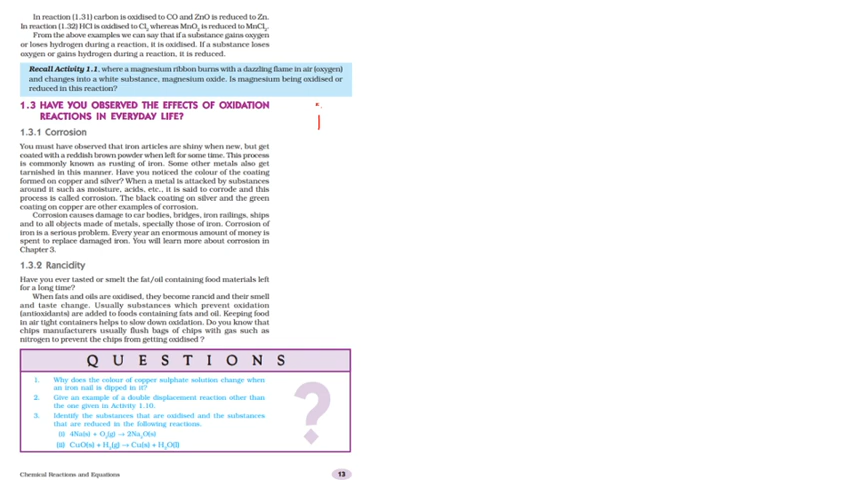 In reaction (1.31) carbon is oxidised to CO and ZnO is reduced to Zn.
In reaction (1.32) HCl is oxidised to Cl₂ whereas MnO₂ is reduced to MnCl₂.
From the above examples we can say that if a substance gains oxygen
or loses hydrogen during a reaction, it is oxidised. If a substance loses
oxygen or gains hydrogen during a reaction, it is reduced.
Recall Activity 1.1, where a magnesium ribbon burns with a dazzling flame in air (oxygen)
and changes into a white substance, magnesium oxide. Is magnesium being oxidised or
reduced in this reaction?
1.3 HAVE YOU OBSERVED THE EFFECTS OF OXIDATION
REACTIONS IN EVERYDAY LIFE?
1.3.1 Corrosion
You must have observed that iron articles are shiny when new, but get
coated with a reddish brown powder when left for some time. This process
is commonly known as rusting of iron. Some other metals also get
tarnished in this manner. Have you noticed the colour of the coating
formed on copper and silver? When a metal is attacked by substances
around it such as moisture, acids, etc., it is said to corrode and this
process is called corrosion. The black coating on silver and the green
coating on copper are other examples of corrosion.
Corrosion causes damage to car bodies, bridges, iron railings, ships
and to all objects made of metals, specially those of iron. Corrosion of
iron is a serious problem. Every year an enormous amount of money is
spent to replace damaged iron. You will learn more about corrosion in
Chapter 3.
1.3.2 Rancidity
Have you ever tasted or smelt the fat/oil containing food materials left
for a long time?
When fats and oils are oxidised, they become rancid and their smell
and taste change. Usually substances which prevent oxidation
(antioxidants) are added to foods containing fats and oil. Keeping food
in air tight containers helps to slow down oxidation. Do you know that
chips manufacturers usually flush bags of chips with gas such as
nitrogen to prevent the chips from getting oxidised ?
QUESTIONS
1. Why does the colour of copper sulphate solution change when
an iron nail is dipped in it?
2. Give an example of a double displacement reaction other than
the one given in Activity 1.10.
3. Identify the substances that are oxidised and the substances
that are reduced in the following reactions.
(i) 4Na(s) + O₂(g) → 2Na₂O(s)
(ii) CuO(s) + H₂(g) → Cu(s) + H₂O(l)
?
Chemical Reactions and Equations
13